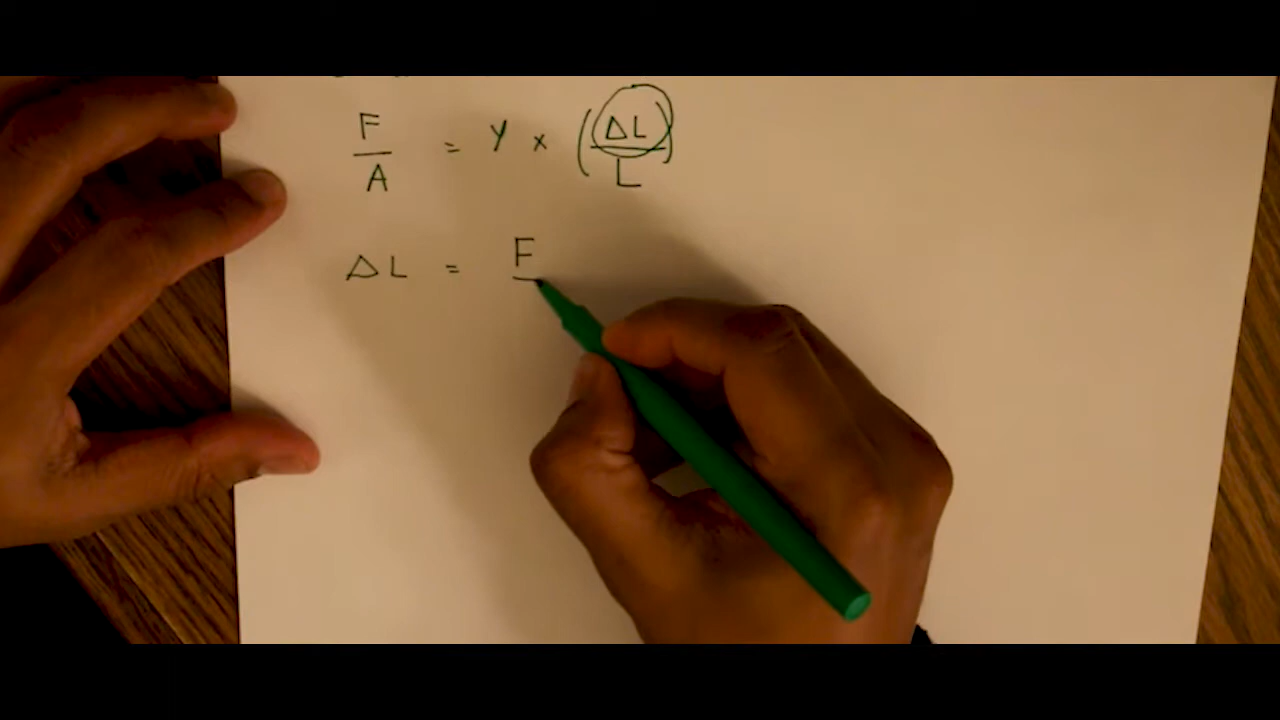 F/A = Y × (ΔL/L)
ΔL = F